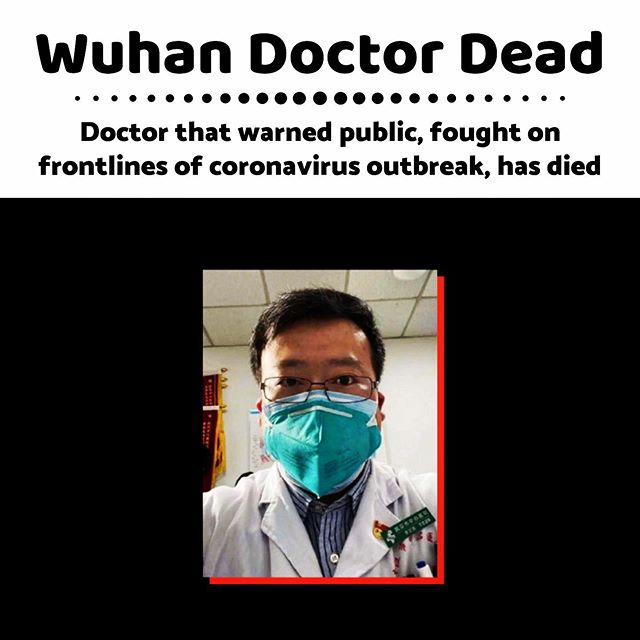 Wuhan Doctor Dead
Doctor that warned public, fought on
frontlines of coronavirus outbreak, has died